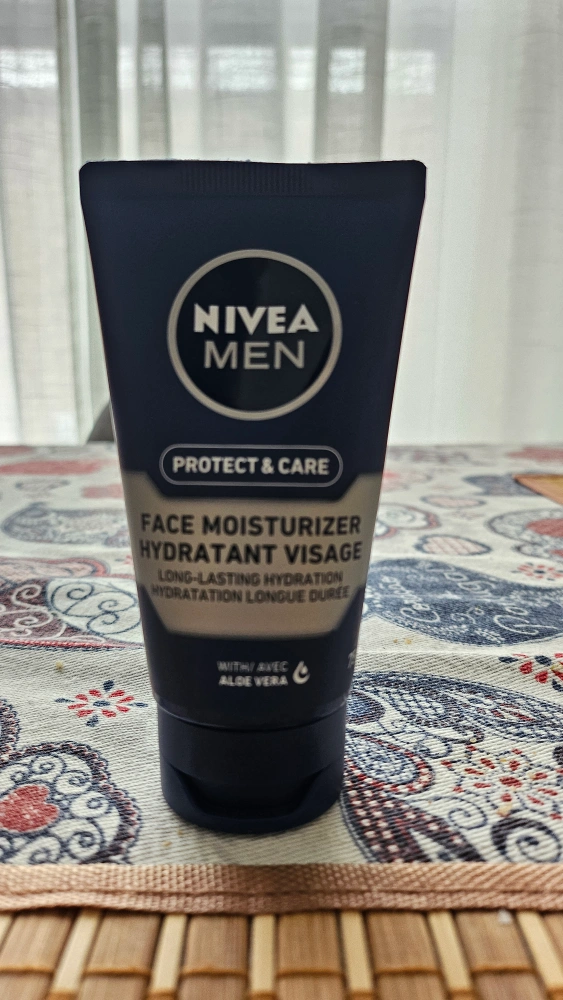 NIVEA
MEN
PROTECT & CARE
FACE MOISTURIZER
HYDRATANT VISAGE
LONG-LASTING HYDRATION
HYDRATATION LONGUE DURÉE
WITH/ AVEC
ALOE VERA